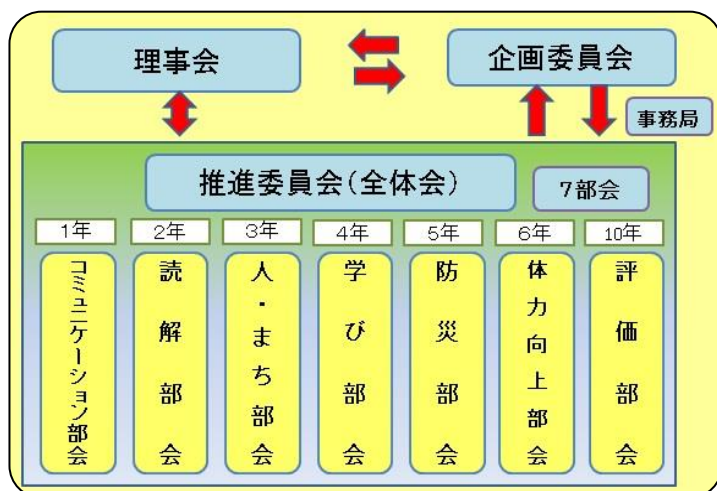 理事会
企画委員会
事務局
推進委員会(全体会)
7部会
1年
2年
3年
4年
5年
6年
10年
コミュニケーション部会
読解部会
人・まち部会
学び部会
防災部会
体力向上部会
評価部会